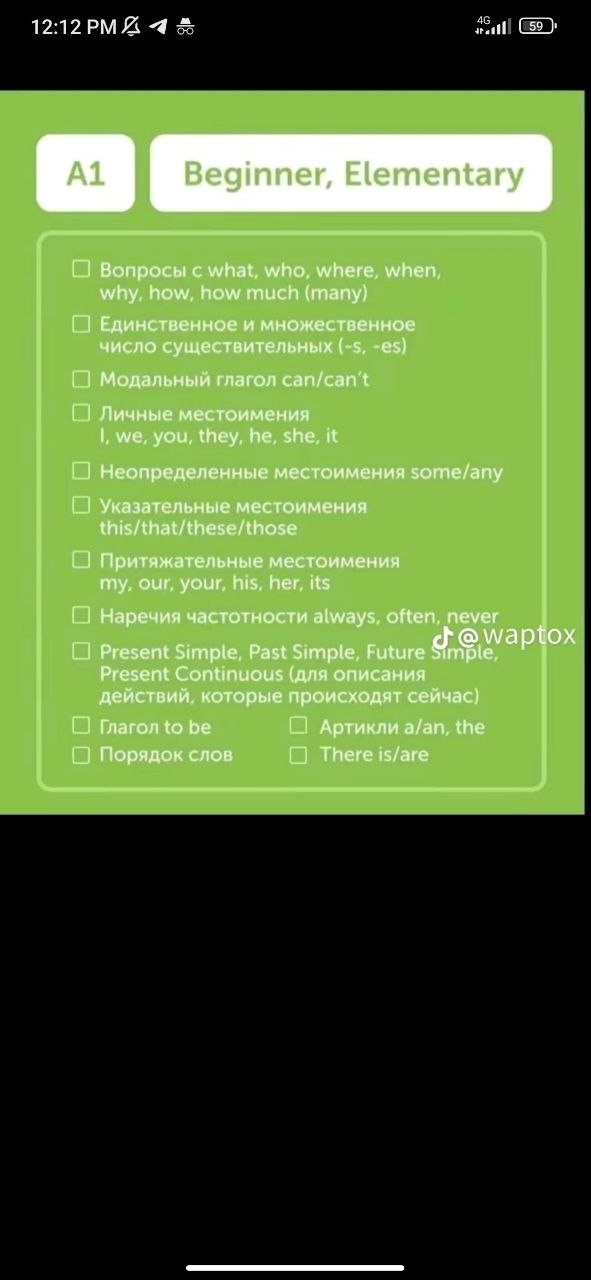 12:12 PM
4G
59
A1
Beginner, Elementary
Вопросы с what, who, where, when,
why, how, how much (many)
Единственное и множественное
число существительных (-s, -es)
Модальный глагол can/can't
Личные местоимения
I, we, you, they, he, she, it
Неопределенные местоимения some/any
Указательные местоимения
this/that/these/those
Притяжательные местоимения
my, our, your, his, her, its
Наречия частотности always, often, never
@waptox
Present Simple, Past Simple, Future Simple,
Present Continuous (для описания
действий, которые происходят сейчас)
Глагол to be
Артикли a/an, the
Порядок слов
There is/are